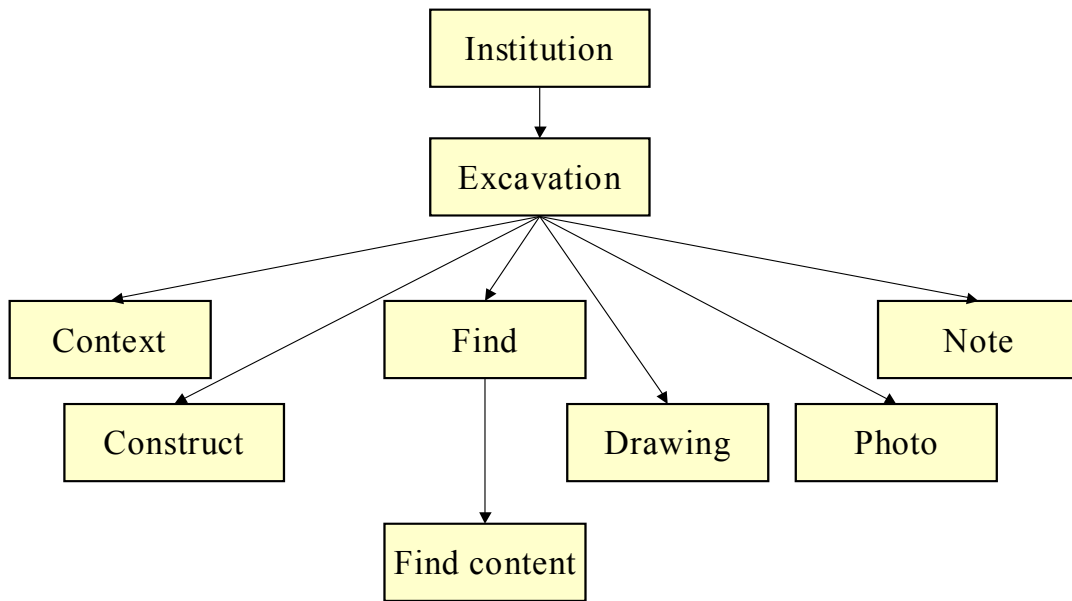 Institution
Excavation
Context
Find
Note
Construct
Drawing
Photo
Find content